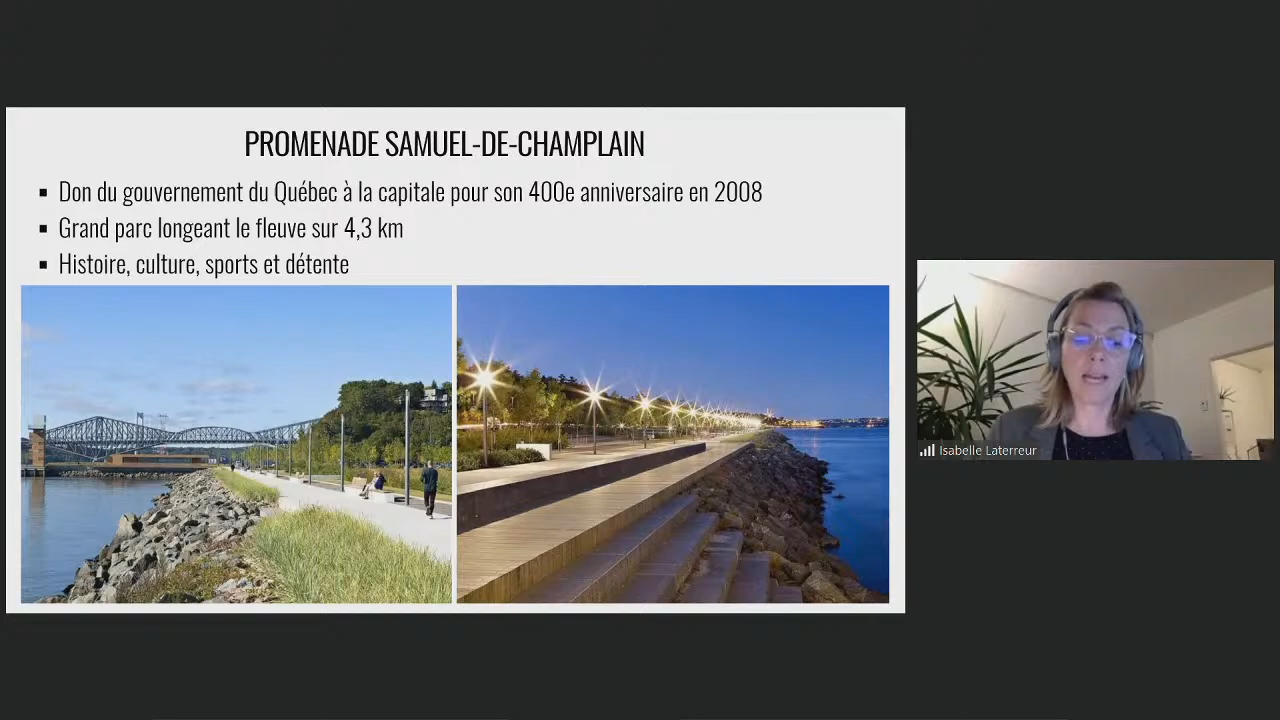 PROMENADE SAMUEL-DE-CHAMPLAIN
▪ Don du gouvernement du Québec à la capitale pour son 400e anniversaire en 2008
▪ Grand parc longeant le fleuve sur 4,3 km
▪ Histoire, culture, sports et détente
Isabelle Laterreur